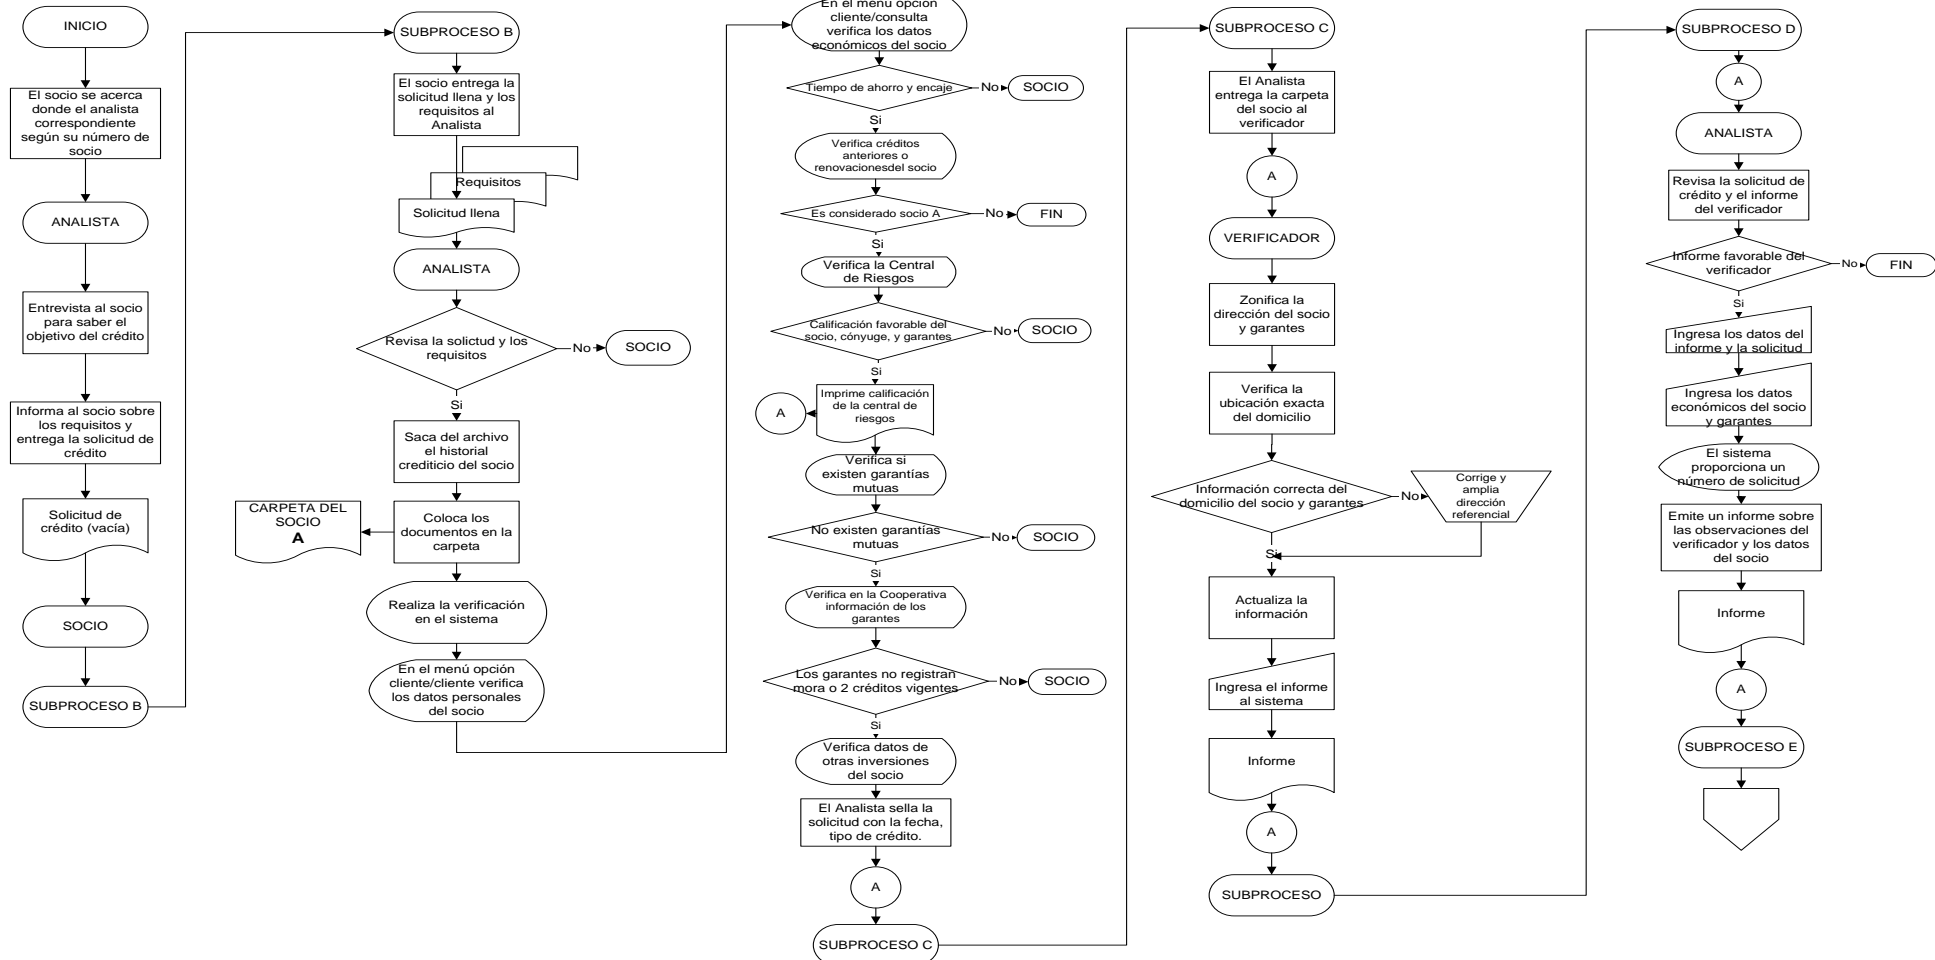 INICIO
El socio se acerca
donde el analista
correspondiente
según su número de
socio
ANALISTA
Entrevista al socio
para saber el
objetivo del crédito
Informa al socio sobre
los requisitos y
entrega la solicitud de
crédito
Solicitud de
crédito (vacía)
SOCIO
SUBPROCESO B
SUBPROCESO B
El socio entrega la
solicitud llena y los
requisitos al
Analista
Requisitos
Solicitud llena
ANALISTA
Revisa la solictud y los
requisitos
No
SOCIO
Si
Saca del archivo
el historial
crediticio del socio
Coloca los
documentos en la
carpeta
CARPETA DEL
SOCIO
A
Realiza la verificación
en el sistema
En el menú opción
cliente/cliente verifica
los datos personales
del socio
En el menú opción
cliente/consulta
verifica los datos
económicos del socio
Tiempo de ahorro y encaje
No
SOCIO
Si
Verifica créditos
anteriores o
renovacionesdel socio
Es considerado socio A
No
FIN
Si
Verifica la Central
de Riesgos
Calificación favorable del
socio, cónyuge, y garantes
No
SOCIO
Si
Imprime calificación
de la central de
riesgos
A
Verifica si
existen garantías
mutuas
No existen garantías
mutuas
No
SOCIO
Si
Verifica en la Cooperativa
información de los
garantes
Los garantes no registran
mora o 2 créditos vigentes
No
SOCIO
Si
Verifica datos de
otras inversiones
del socio
El Analista sella la
solicitud con la fecha,
tipo de crédito.
A
SUBPROCESO C
SUBPROCESO C
El Analista
entrega la carpeta
del socio al
verificador
A
VERIFICADOR
Zonifica la
dirección del socio
y garantes
Verifica la
ubicación exacta
del domicilio
Información correcta del
domicilio del socio y garantes
No
Corrige y
amplia
dirección
referencial
Si
Actualiza la
información
Ingresa el informe
al sistema
Informe
A
SUBPROCESO
SUBPROCESO D
A
ANALISTA
Revisa la solicitud de
crédito y el informe
del verificador
Informe favorable del
verificador
No
FIN
Si
Ingresa los datos del
informe y la solicitud
Ingresa los datos
económicos del socio
y garantes
El sistema
proporciona un
número de solicitud
Emite un informe sobre
las observaciones del
verificador y los datos
del socio
Informe
A
SUBPROCESO E